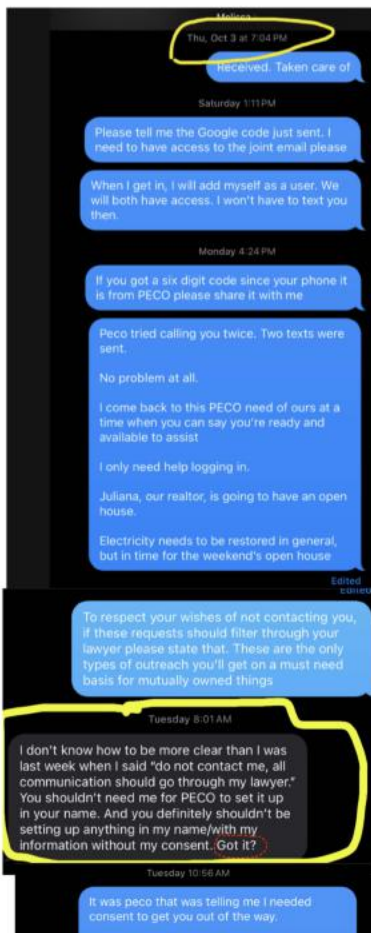 Melissa
Thu, Oct 3 at 7:04 PM
Received. Taken care of
Saturday 1:11 PM
Please tell me the Google code just sent. I
need to have access to the joint email please
When I get in, I will add myself as a user. We
will both have access. I won't have to text you
then.
Monday 4:24 PM
If you got a six digit code since your phone it
is from PECO please share it with me
Peco tried calling you twice. Two texts were
sent.
No problem at all.
I come back to this PECO need of ours at a
time when you can say you're ready and
available to assist
I only need help logging in.
Juliana, our realtor, is going to have an open
house.
Electricity needs to be restored in general,
but in time for the weekend's open house
Edited
Edited
To respect your wishes of not contacting you,
if these requests should filter through your
lawyer please state that. These are the only
types of outreach you'll get on a must need
basis for mutually owned things
Tuesday 8:01 AM
I don't know how to be more clear than I was
last week when I said "do not contact me, all
communication should go through my lawyer."
You shouldn't need me for PECO to set it up
in your name. And you definitely shouldn't be
setting up anything in my name/with my
information without my consent. Got it?
Tuesday 10:56 AM
It was peco that was telling me I needed
consent to get you out of the way.